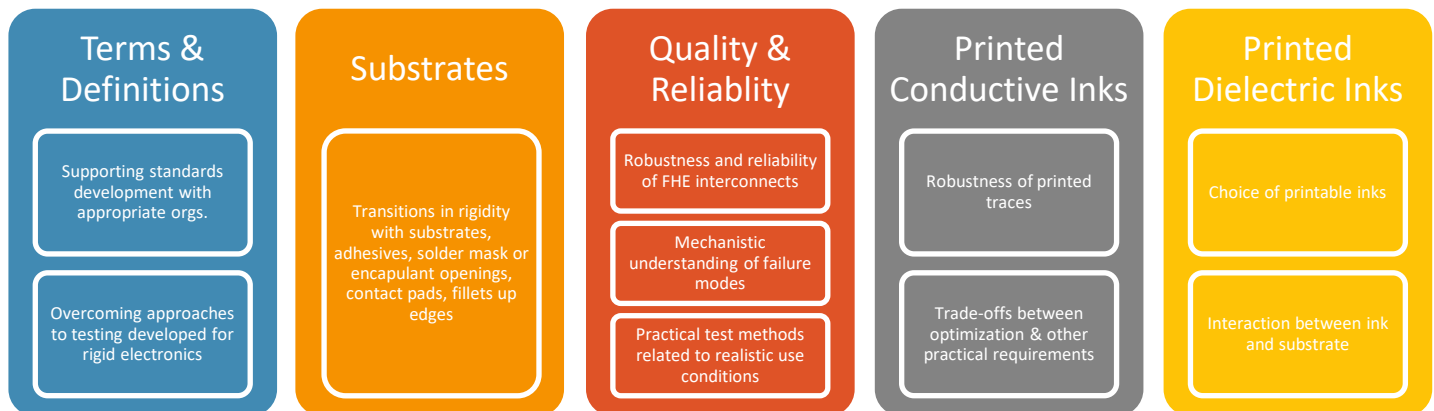 Terms &
Definitions
Supporting standards
development with
appropriate orgs.
Overcoming approaches
to testing developed for
rigid electronics
Substrates
Transitions in rigidity
with substrates,
adhesives, solder mask or
encapulant openings,
contact pads, fillets up
edges
Quality &
Reliablity
Robustness and reliability
of FHE interconnects
Mechanistic
understanding of failure
modes
Practical test methods
related to realistic use
conditions
Printed
Conductive Inks
Robustness of printed
traces
Trade-offs between
optimization & other
practical requirements
Printed
Dielectric Inks
Choice of printable inks
Interaction between ink
and substrate